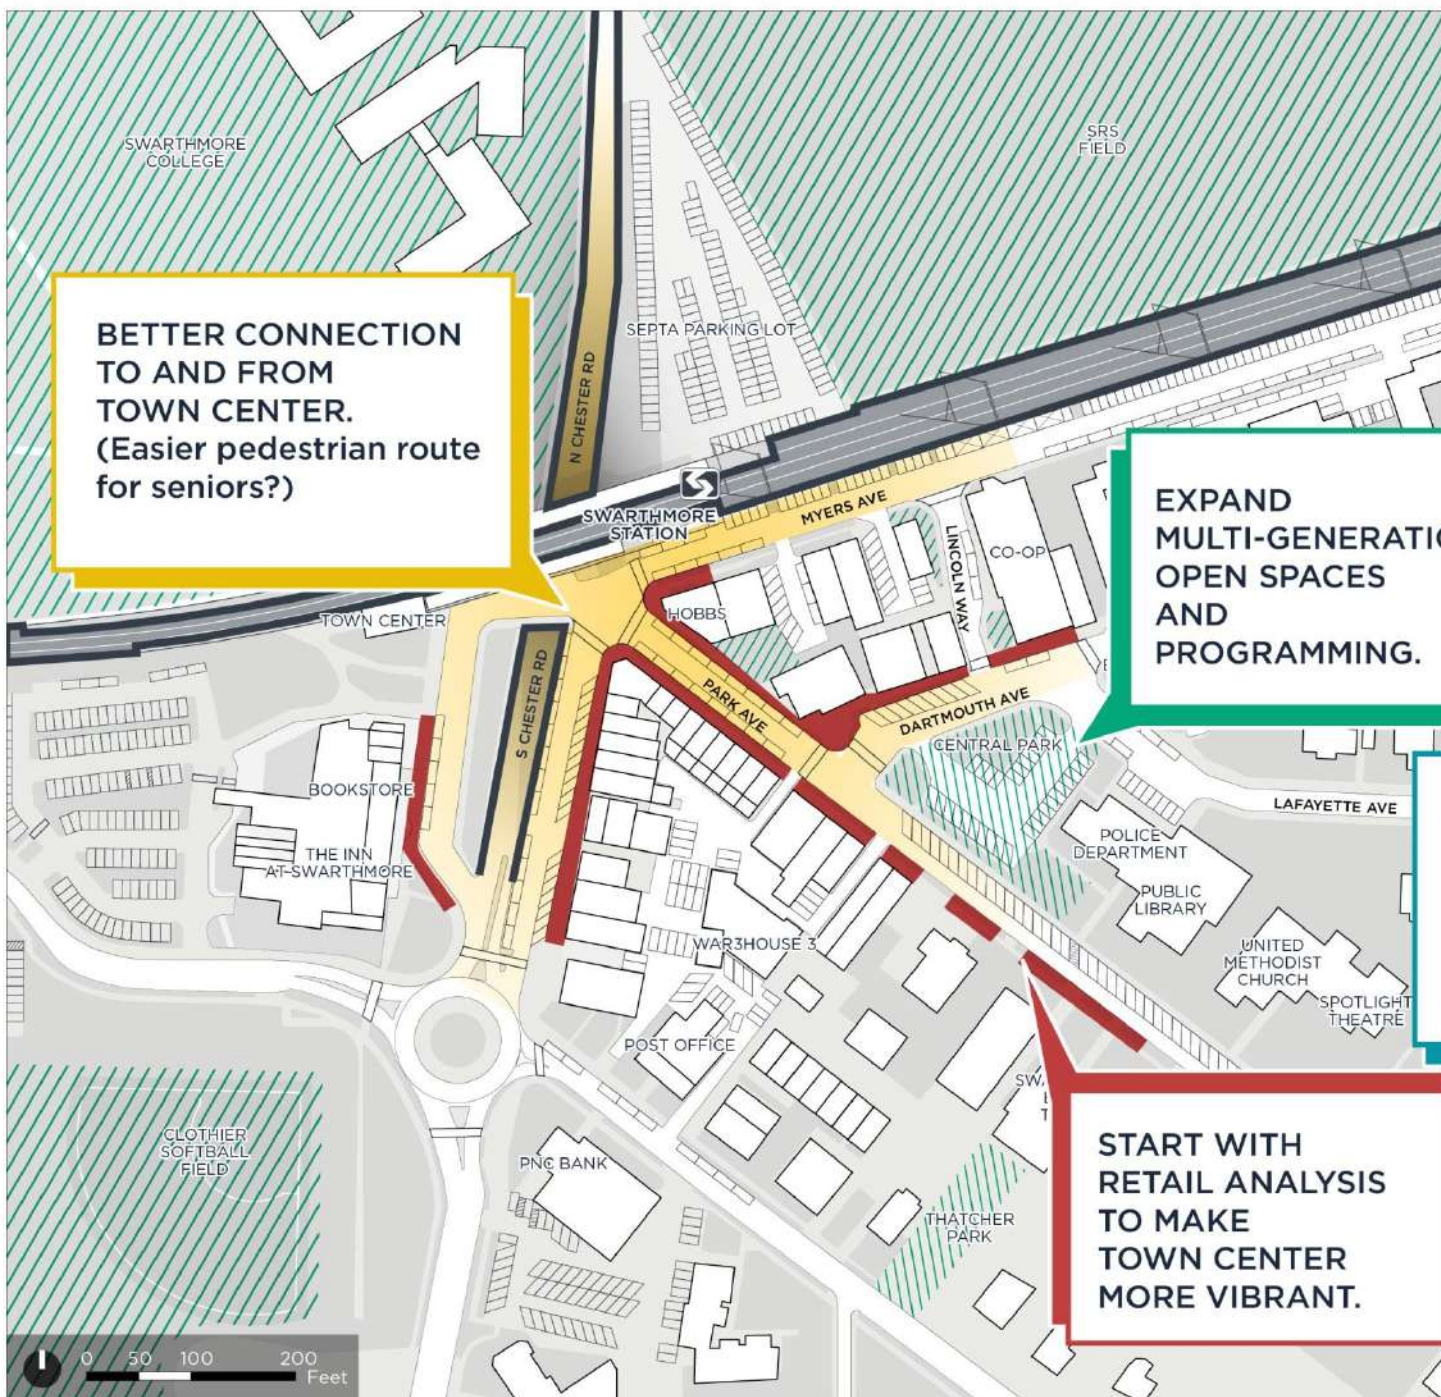 SWARTHMORE
COLLEGE
SRS
FIELD
BETTER CONNECTION
TO AND FROM
TOWN CENTER.
(Easier pedestrian route
for seniors?)
SEPTA PARKING LOT
N CHESTER RD
SWARTHMORE
STATION
MYERS AVE
LINCOLN WAY
CO-OP
EXPAND
OPEN SPACES
AND
PROGRAMMING.
TOWN CENTER
HOBBS
S CHESTER RD
PARK AVE
DARTMOUTH AVE
CENTRAL PARK
BOOKSTORE
LAFAYETTE AVE
THE INN
AT SWARTHMORE
POLICE
DEPARTMENT
PUBLIC
LIBRARY
WAR3HOUSE 3
UNITED
METHODIST
CHURCH
SPOTLIGHT
THEATRE
POST OFFICE
CLOTHIER
SOFTBALL
FIELD
PNC BANK
THATCHER
PARK
START WITH
RETAIL ANALYSIS
TO MAKE
TOWN CENTER
MORE VIBRANT.
0 50 100 200
Feet